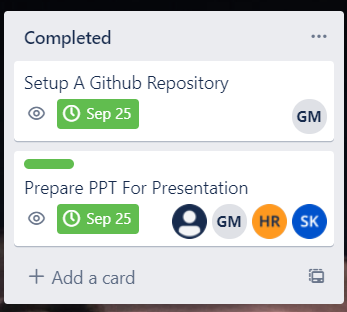 Completed
Setup A Github Repository
Sep 25
GM
Prepare PPT For Presentation
Sep 25
GM
HR
SK
Add a card